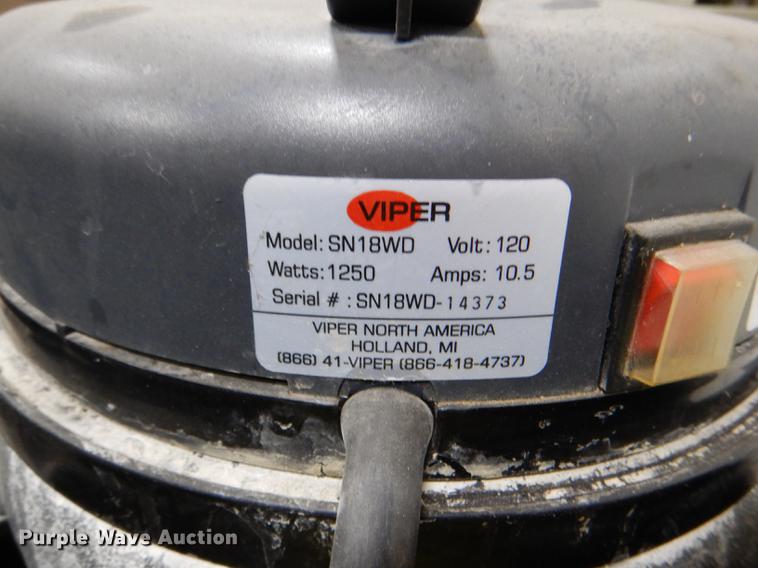 VIPER
Model: SN18WD Volt: 120
Watts: 1250 Amps: 10.5
Serial # : SN18WD-14373
VIPER NORTH AMERICA
HOLLAND, MI
(866) 41-VIPER (866-418-4737)
Purple Wave Auction